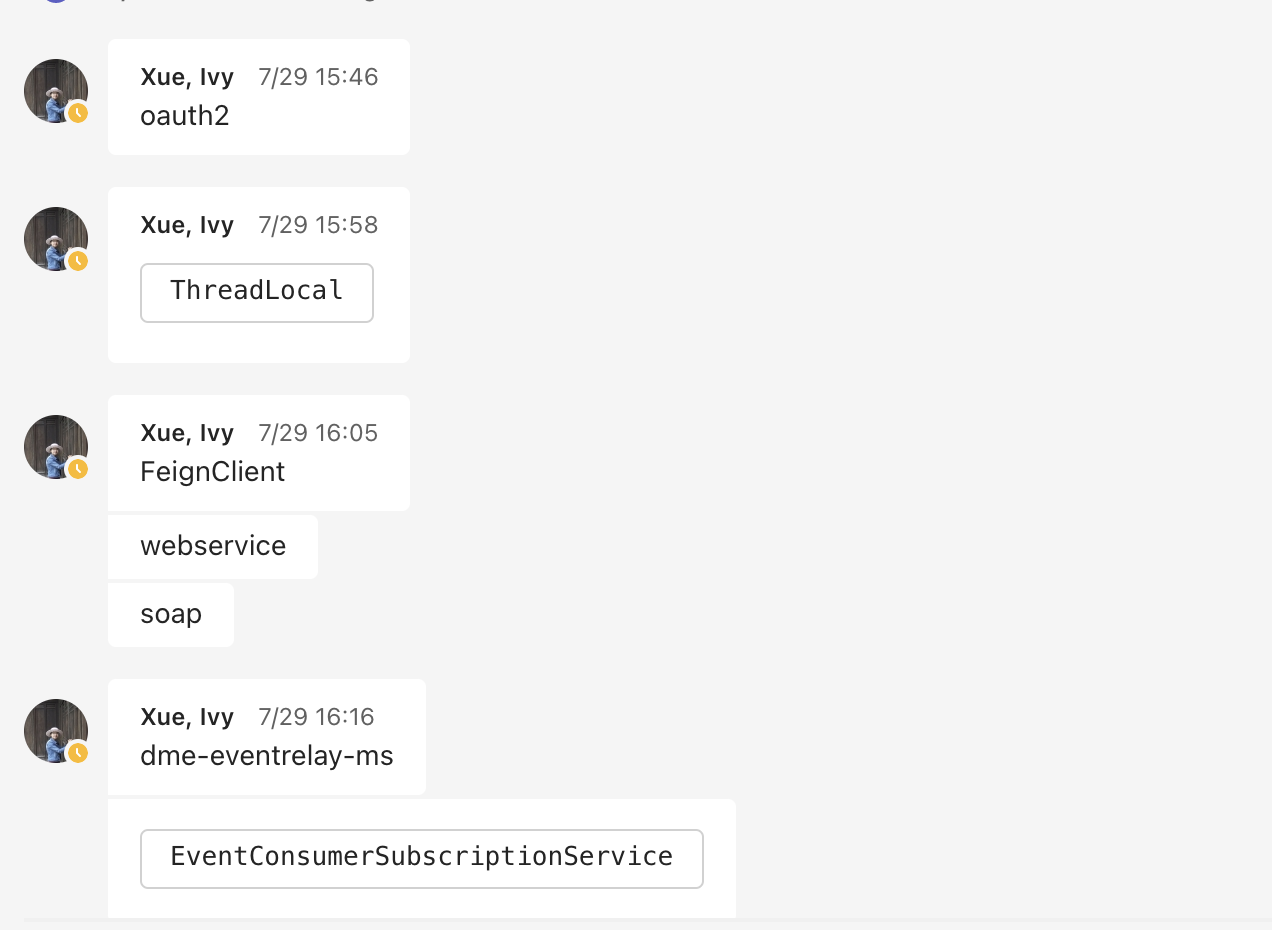 Xue, Ivy 7/29 15:46
oauth2
Xue, Ivy 7/29 15:58
ThreadLocal
Xue, Ivy 7/29 16:05
FeignClient
webservice
soap
Xue, Ivy 7/29 16:16
dme-eventrelay-ms
EventConsumerSubscriptionService